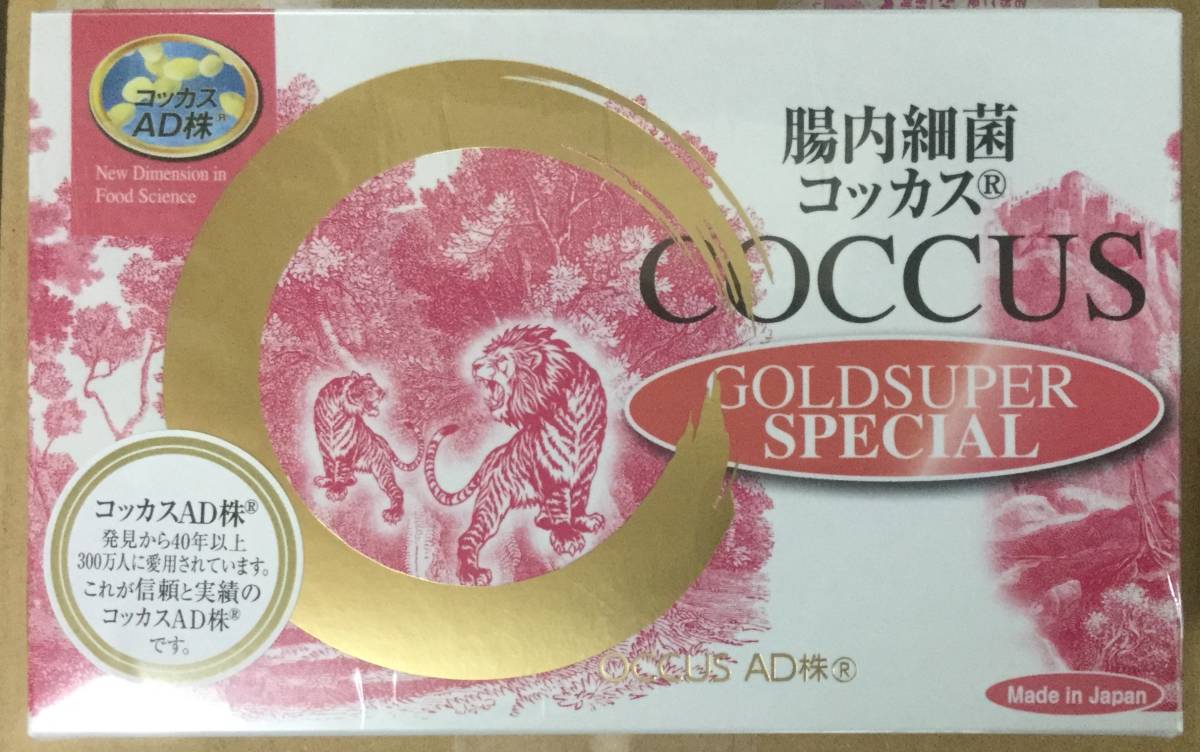 コッカス
AD株®
New Dimension in
Food Science
腸内細菌
コッカス®
COCCUS
GOLDSUPER
SPECIAL
コッカスAD株®
発見から40年以上
300万人に愛用されています。
これが信頼と実績の
コッカスAD株®
です。
OCCUS AD株®
Made in Japan